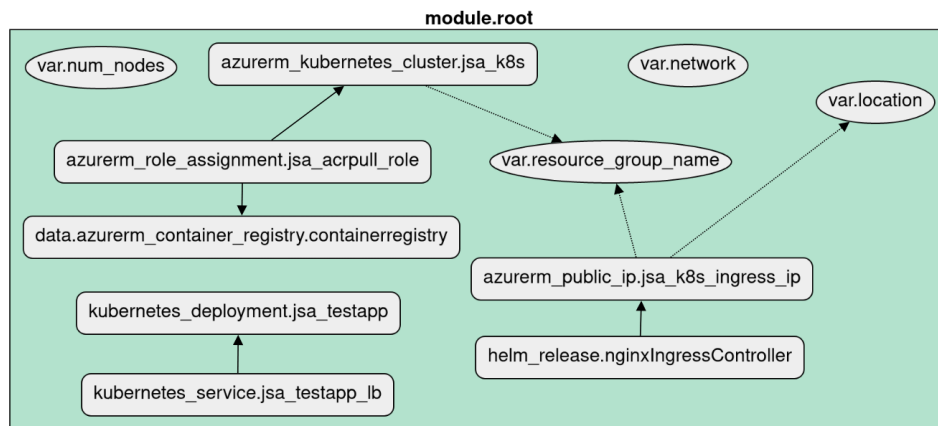 module.root
var.num_nodes
azurerm_kubernetes_cluster.jsa_k8s
var.network
var.location
azurerm_role_assignment.jsa_acrpull_role
var.resource_group_name
data.azurerm_container_registry.containerregistry
azurerm_public_ip.jsa_k8s_ingress_ip
kubernetes_deployment.jsa_testapp
helm_release.nginxIngressController
kubernetes_service.jsa_testapp_lb